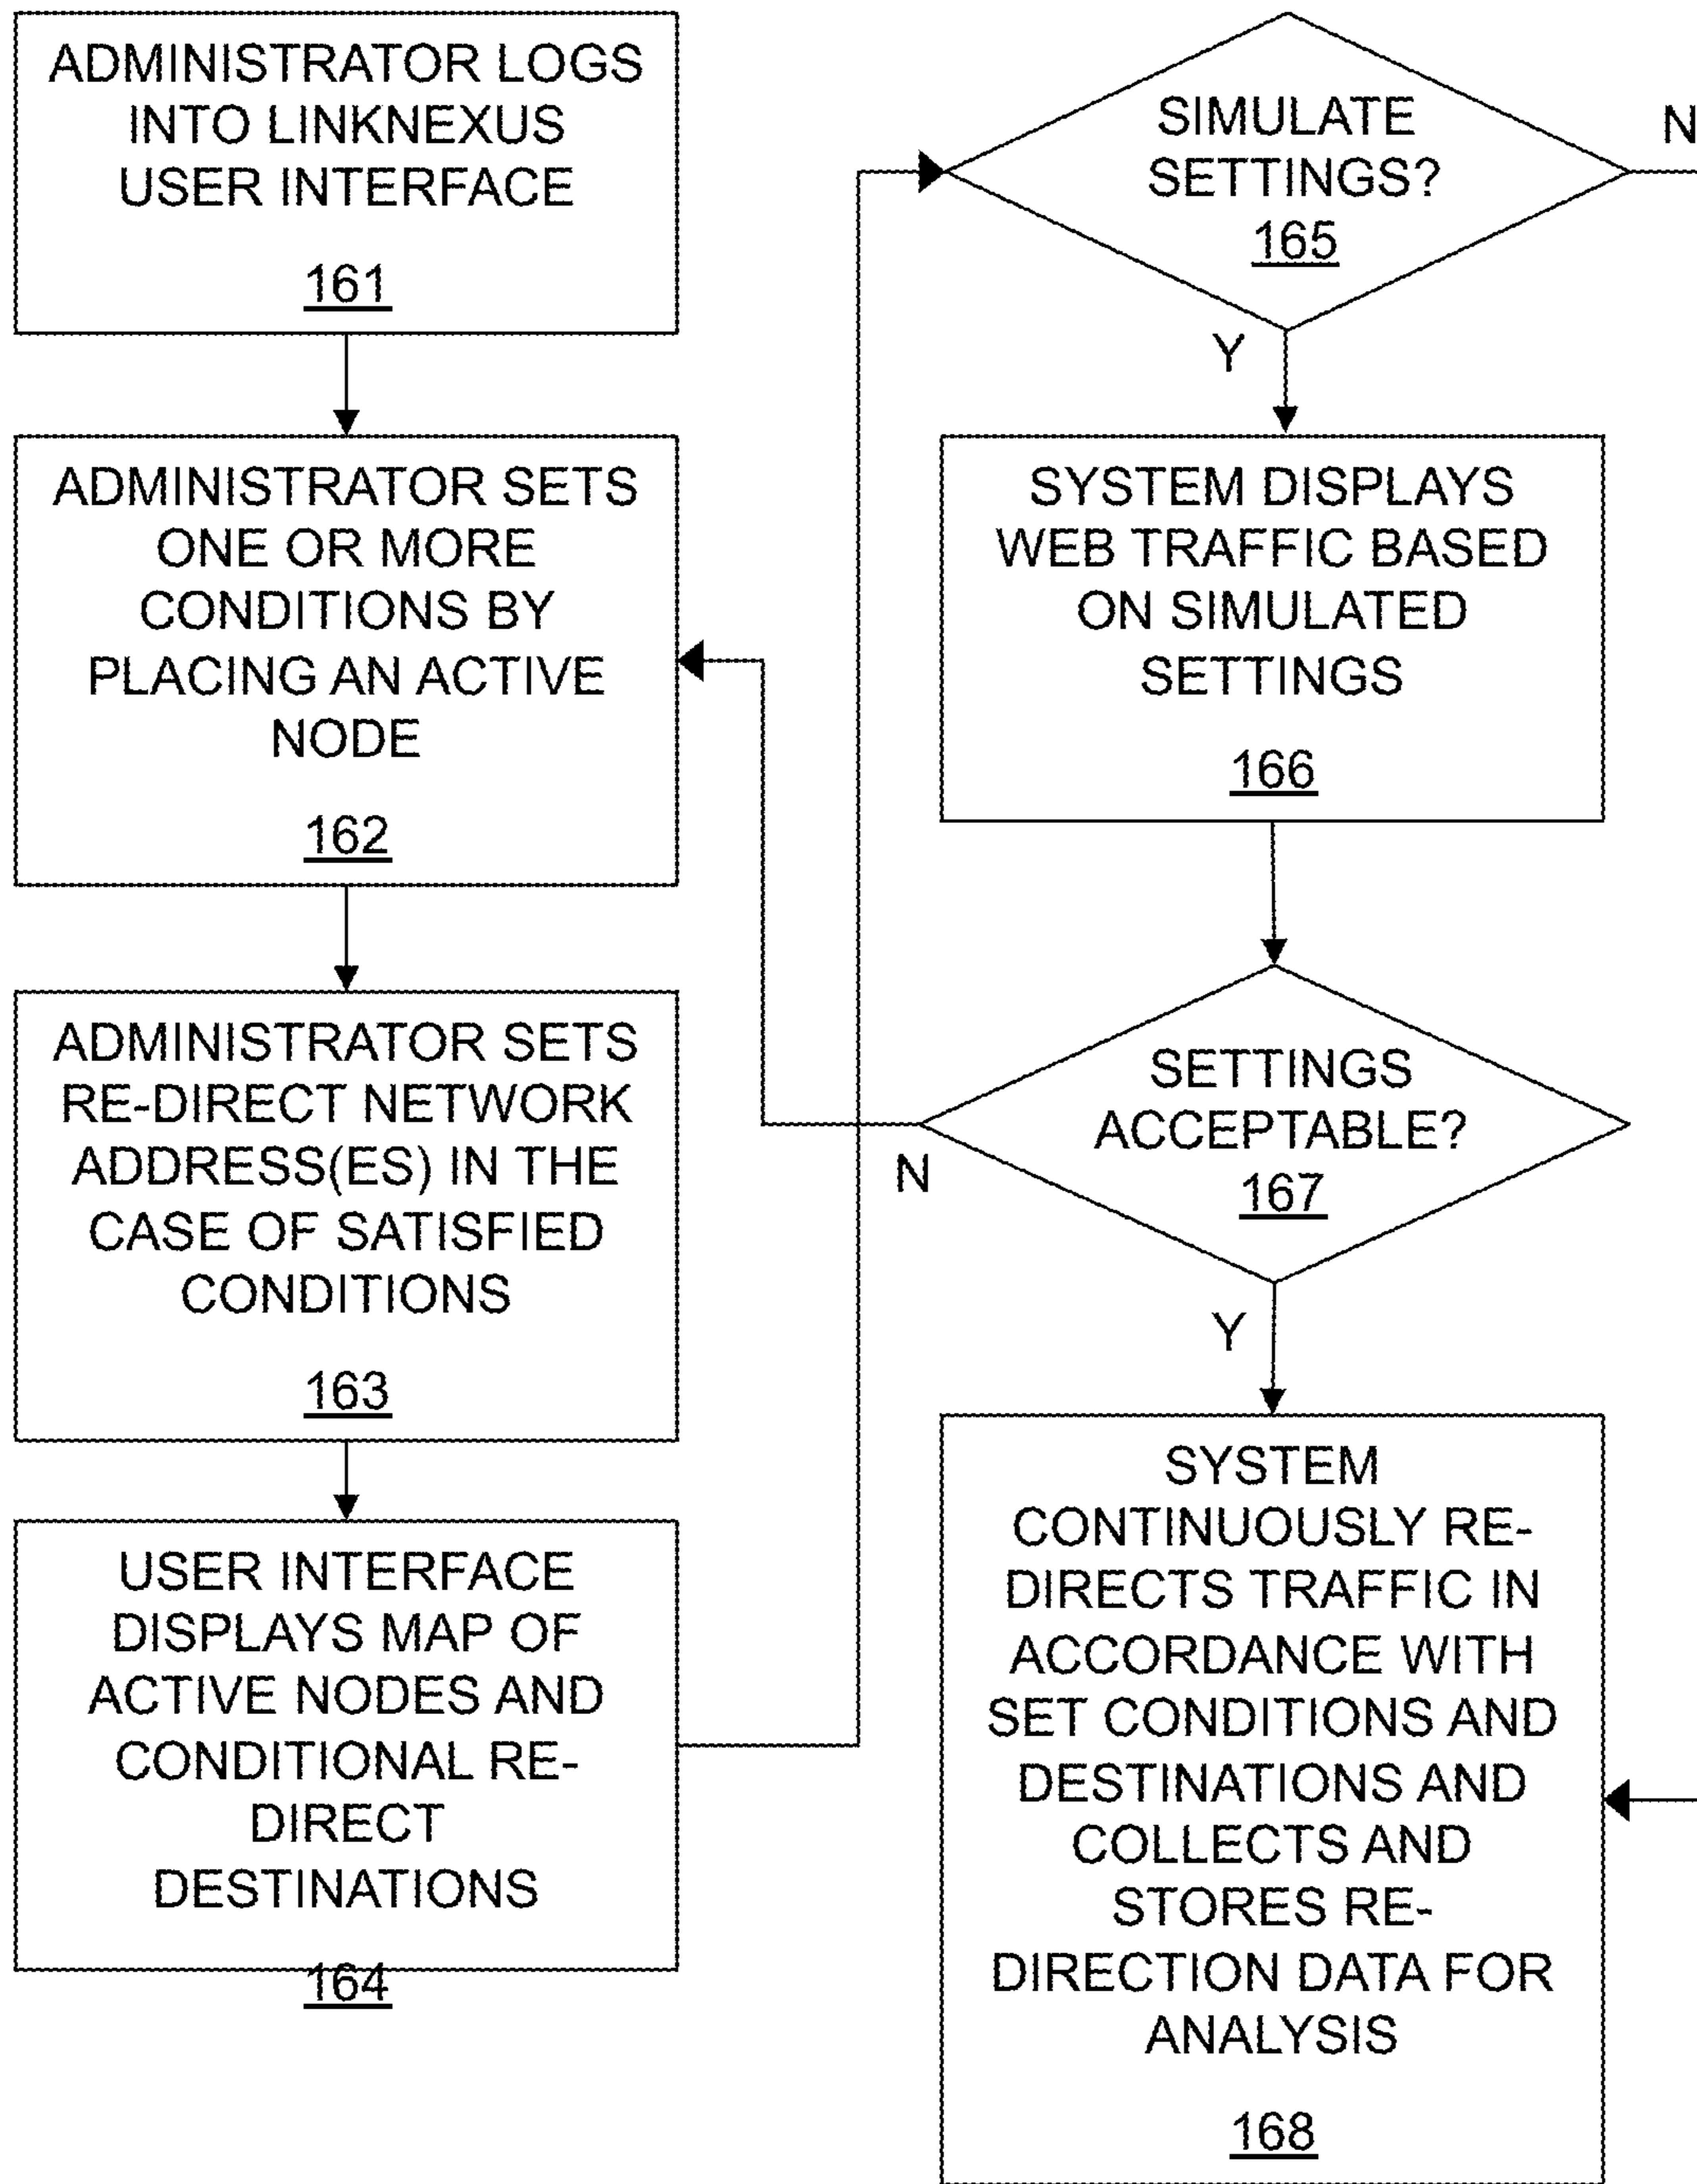 ADMINISTRATOR LOGS
INTO LINKNEXUS
USER INTERFACE
161
ADMINISTRATOR SETS
ONE OR MORE
CONDITIONS BY
PLACING AN ACTIVE
NODE
162
ADMINISTRATOR SETS
RE-DIRECT NETWORK
ADDRESS(ES) IN THE
CASE OF SATISFIED
CONDITIONS
163
USER INTERFACE
DISPLAYS MAP OF
ACTIVE NODES AND
CONDITIONAL RE-
DIRECT
DESTINATIONS
164
SIMULATE
SETTINGS?
165
N
Y
SYSTEM DISPLAYS
WEB TRAFFIC BASED
ON SIMULATED
SETTINGS
166
SETTINGS
ACCEPTABLE?
167
N
Y
SYSTEM
CONTINUOUSLY RE-
DIRECTS TRAFFIC IN
ACCORDANCE WITH
SET CONDITIONS AND
DESTINATIONS AND
COLLECTS AND
STORES RE-
DIRECTION DATA FOR
ANALYSIS
168